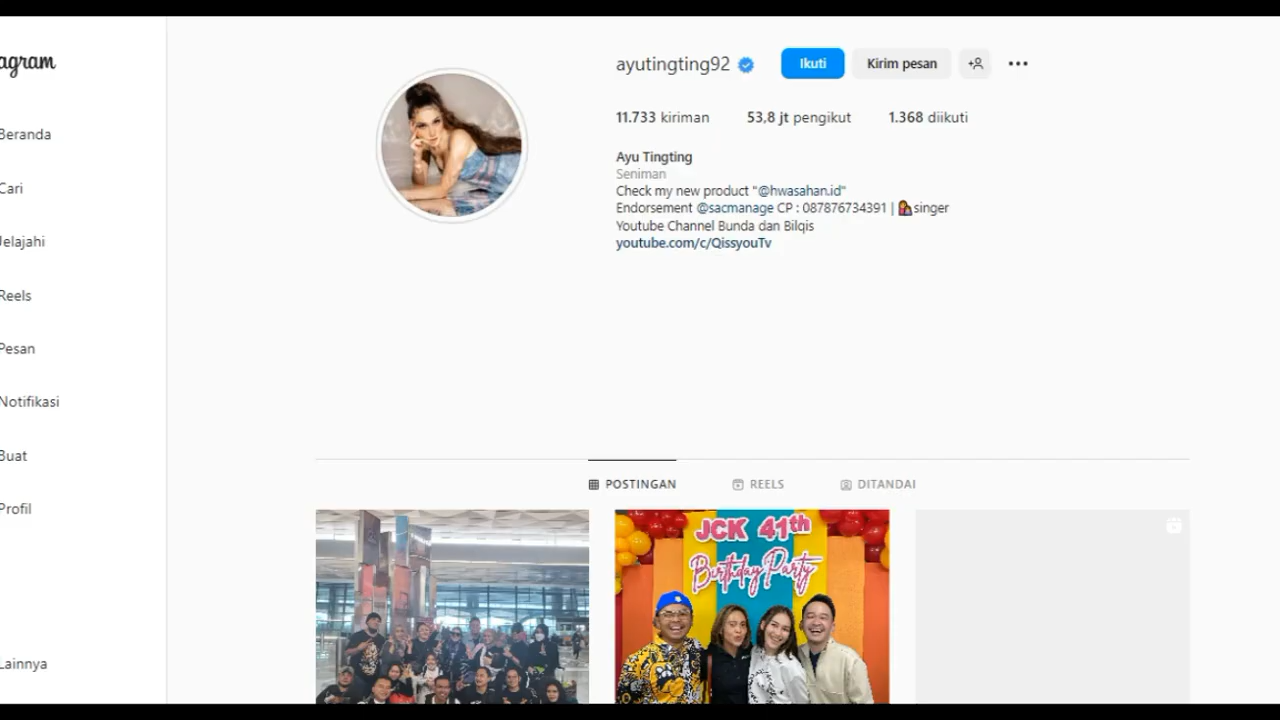 agram
Beranda
Cari
Jelajahi
Reels
Pesan
Notifikasi
Buat
Profil
Lainnya
ayutingting92 Ikuti Kirim pesan
11.733 kiriman 53,8 jt pengikut 1.368 diikuti
Ayu Tingting
Seniman
Check my new product "@hwasahan.id"
Endorsement @sacmanage CP : 087876734391 | singer
Youtube Channel Bunda dan Bilqis
youtube.com/c/QissyouTv
POSTINGAN REELS DITANDAI
JCK 41th
Birthday Party